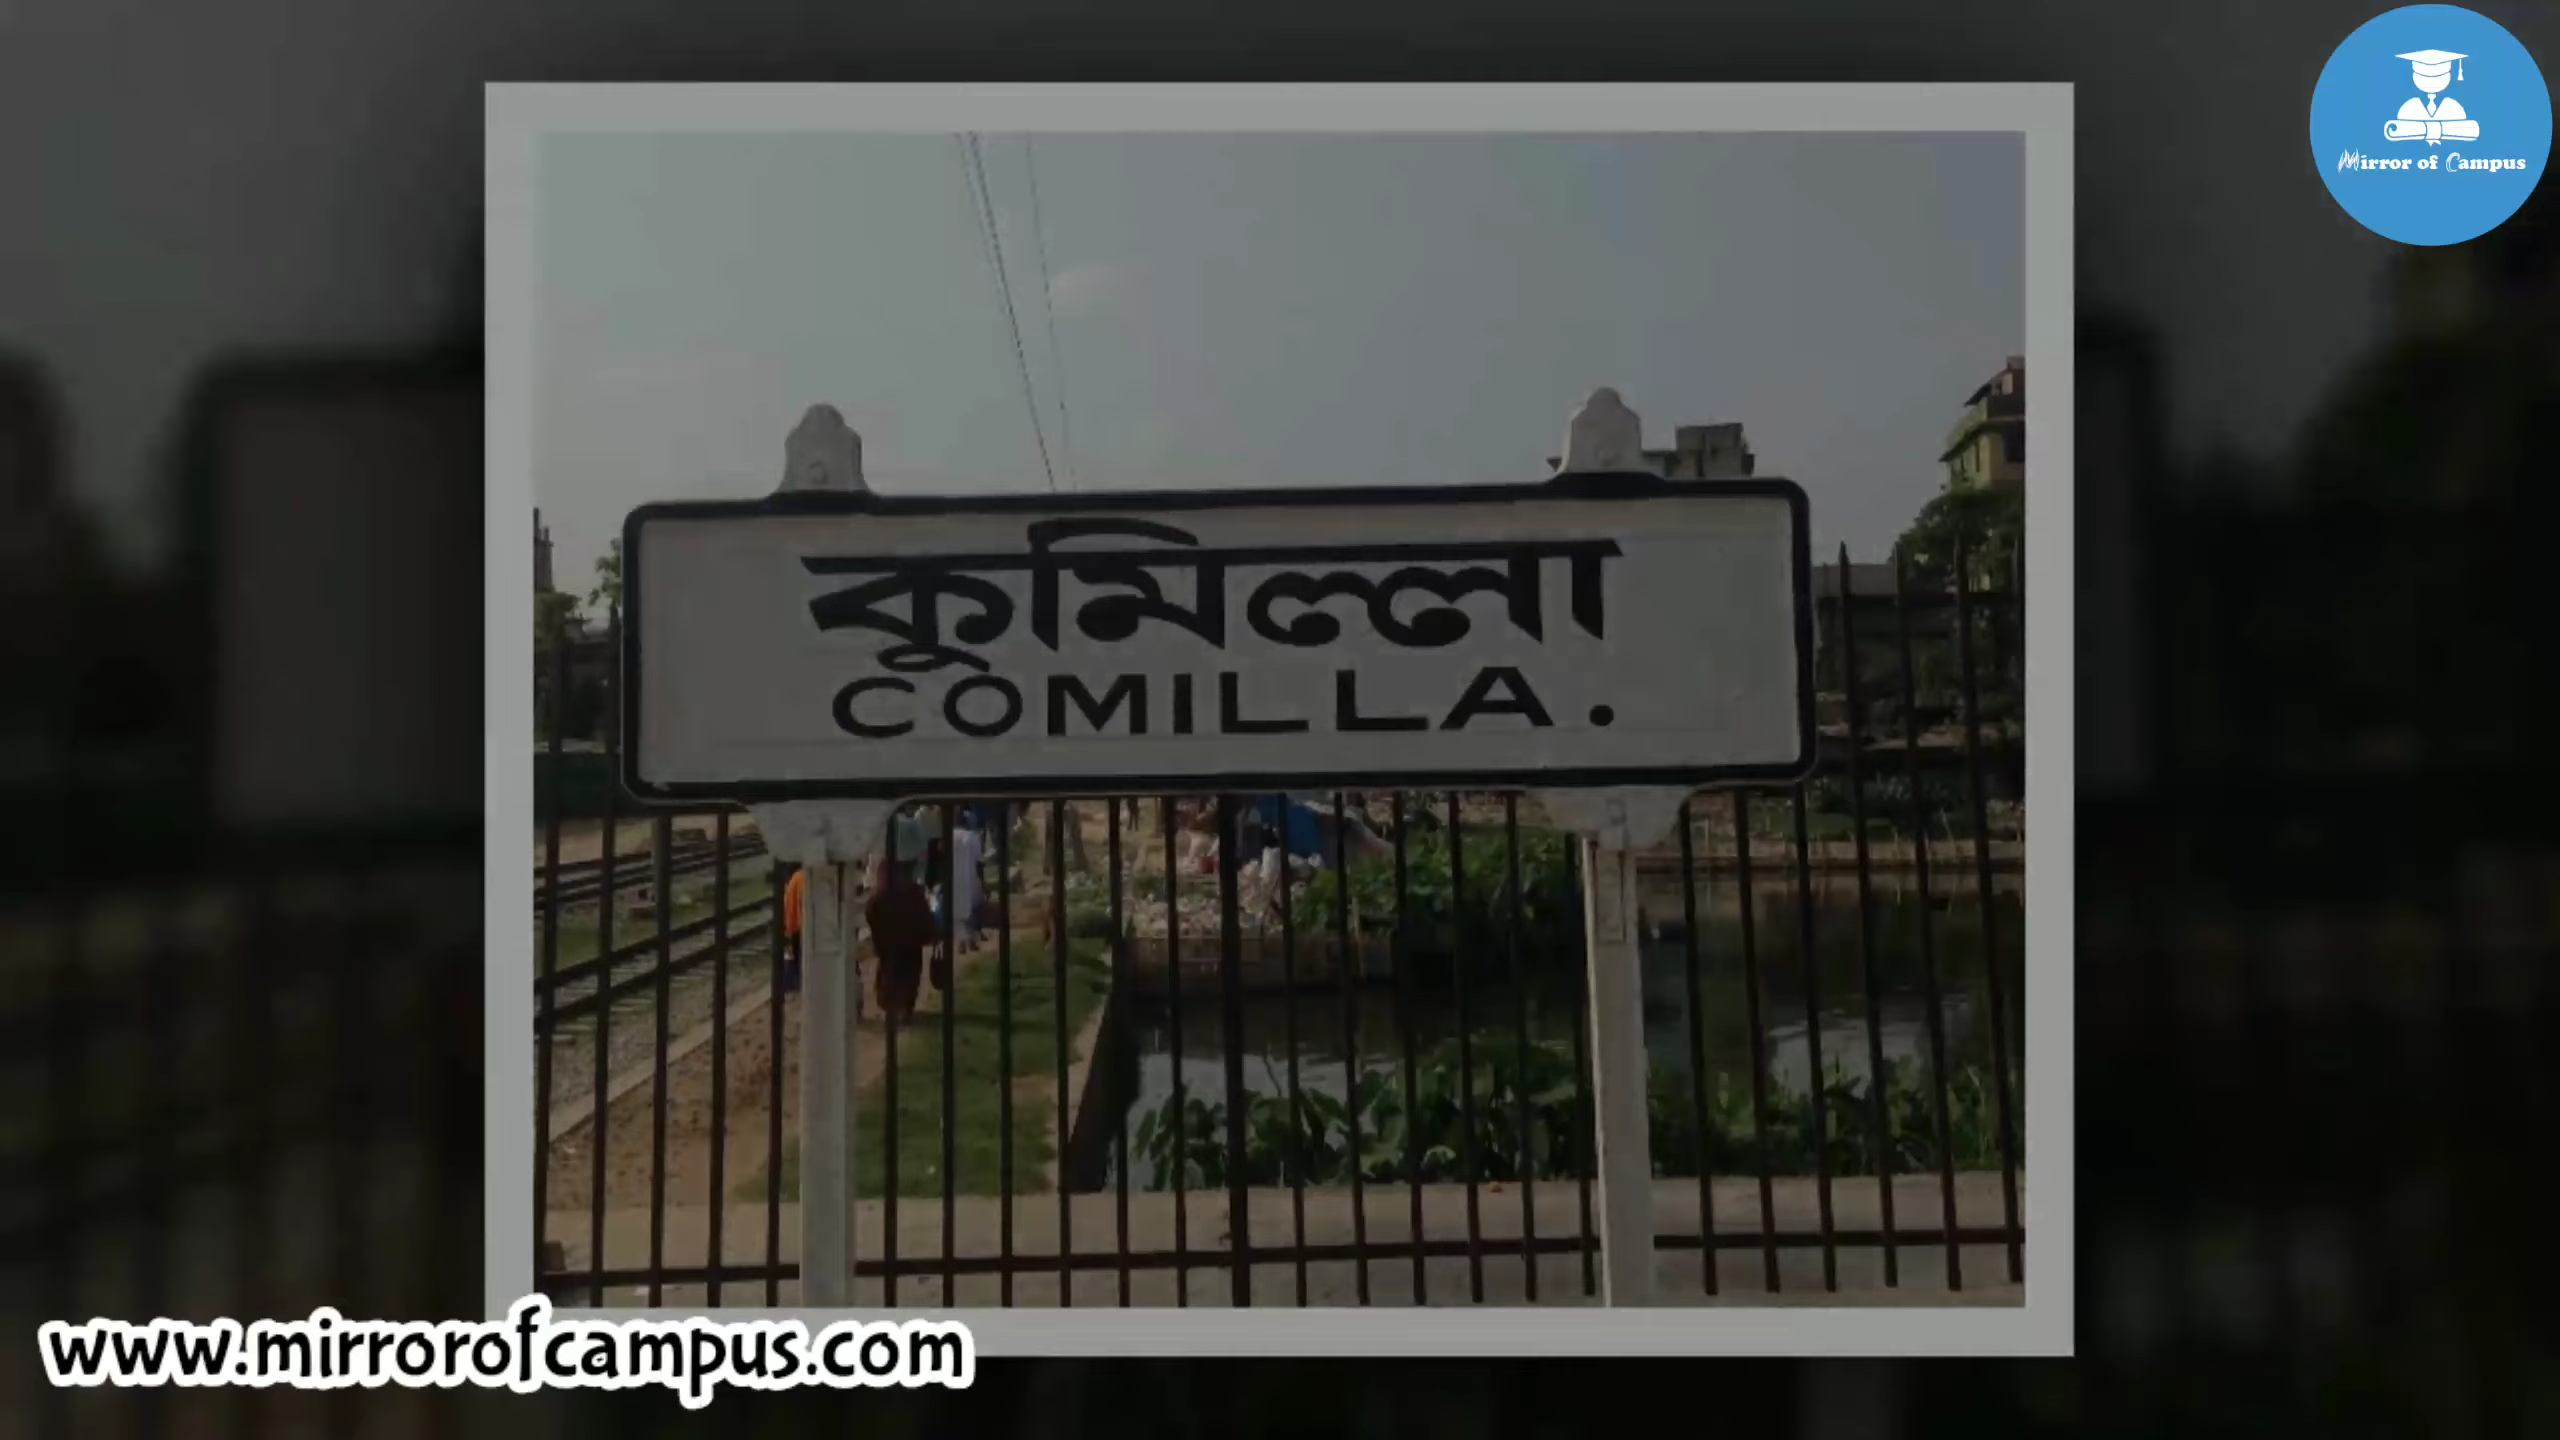 Mirror of Campus
কুমিল্লা
COMILLA.
www.mirrorofcampus.com